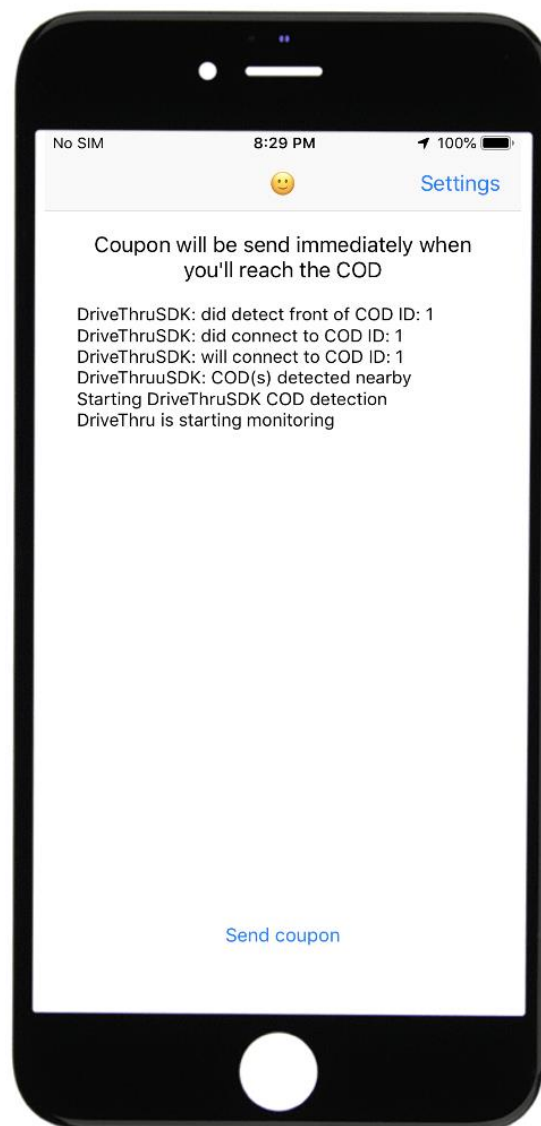 No SIM 8:29 PM 100%
Settings
Coupon will be send immediately when
you'll reach the COD
DriveThruSDK: did detect front of COD ID: 1
DriveThruSDK: did connect to COD ID: 1
DriveThruSDK: will connect to COD ID: 1
DriveThruuSDK: COD(s) detected nearby
Starting DriveThruSDK COD detection
DriveThru is starting monitoring
Send coupon